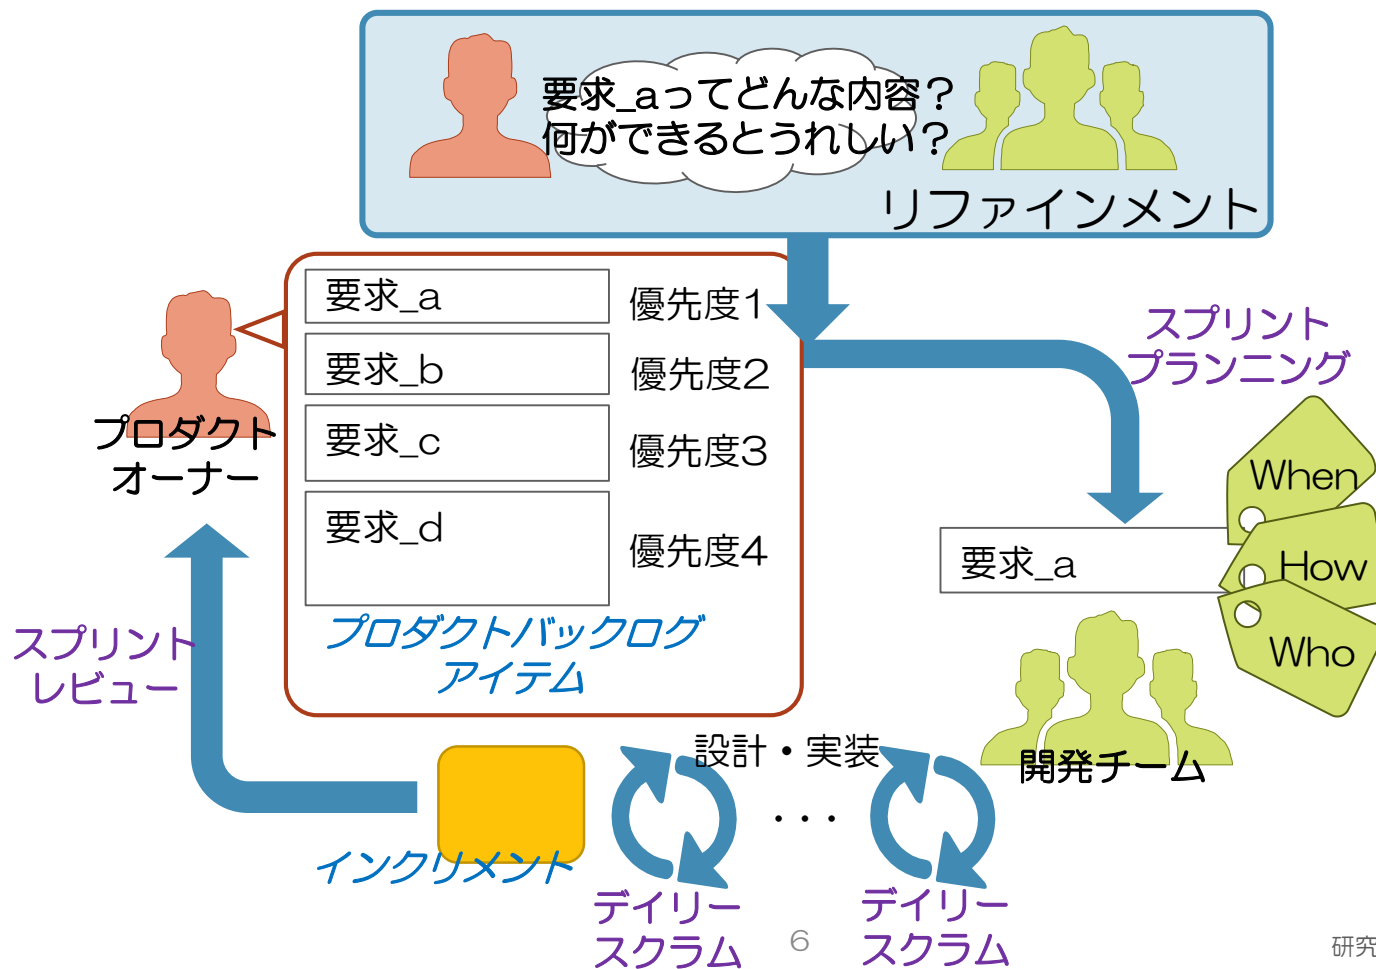 要求_aってどんな内容？
何ができるとうれしい？
リファインメント
要求_a
優先度1
要求_b
優先度2
要求_c
優先度3
要求_d
優先度4
プロダクトバックログ
アイテム
プロダクト
オーナー
スプリント
プランニング
When
How
Who
要求_a
開発チーム
スプリント
レビュー
設計・実装
・・・
インクリメント
デイリー
スクラム
デイリー
スクラム
6
研究